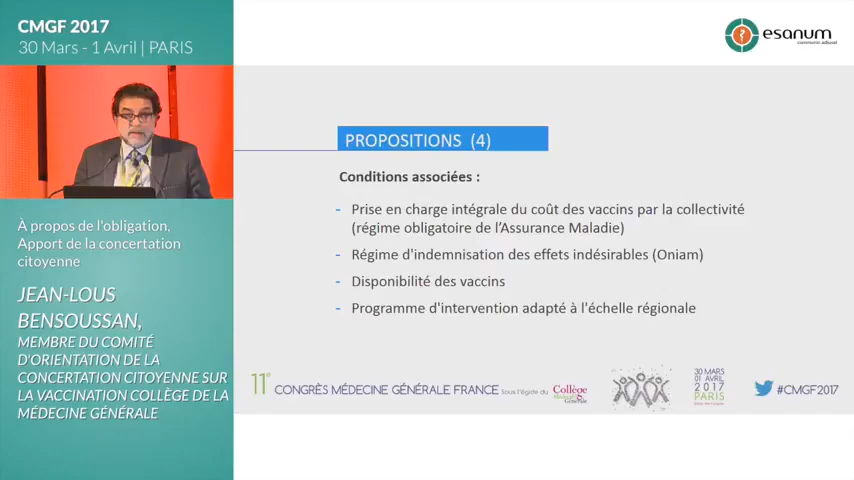 CMGF 2017
30 Mars - 1 Avril | PARIS
esanum
PROPOSITIONS (4)
Conditions associées :
- Prise en charge intégrale du coût des vaccins par la collectivité
(régime obligatoire de l'Assurance Maladie)
- Régime d'indemnisation des effets indésirables (Oniam)
- Disponibilité des vaccins
- Programme d'intervention adapté à l'échelle régionale
À propos de l'obligation,
Apport de la concertation
citoyenne
JEAN-LOUS
BENSOUSSAN,
MEMBRE DU COMITÉ
D'ORIENTATION DE LA
CONCERTATION CITOYENNE SUR
LA VACCINATION COLLÈGE DE LA
MÉDECINE GÉNÉRALE
11e CONGRÈS MÉDECINE GÉNÉRALE FRANCE Sous l'égide du Collège
Générale
30 MARS
01 AVRIL
2017
PARIS
#CMGF2017